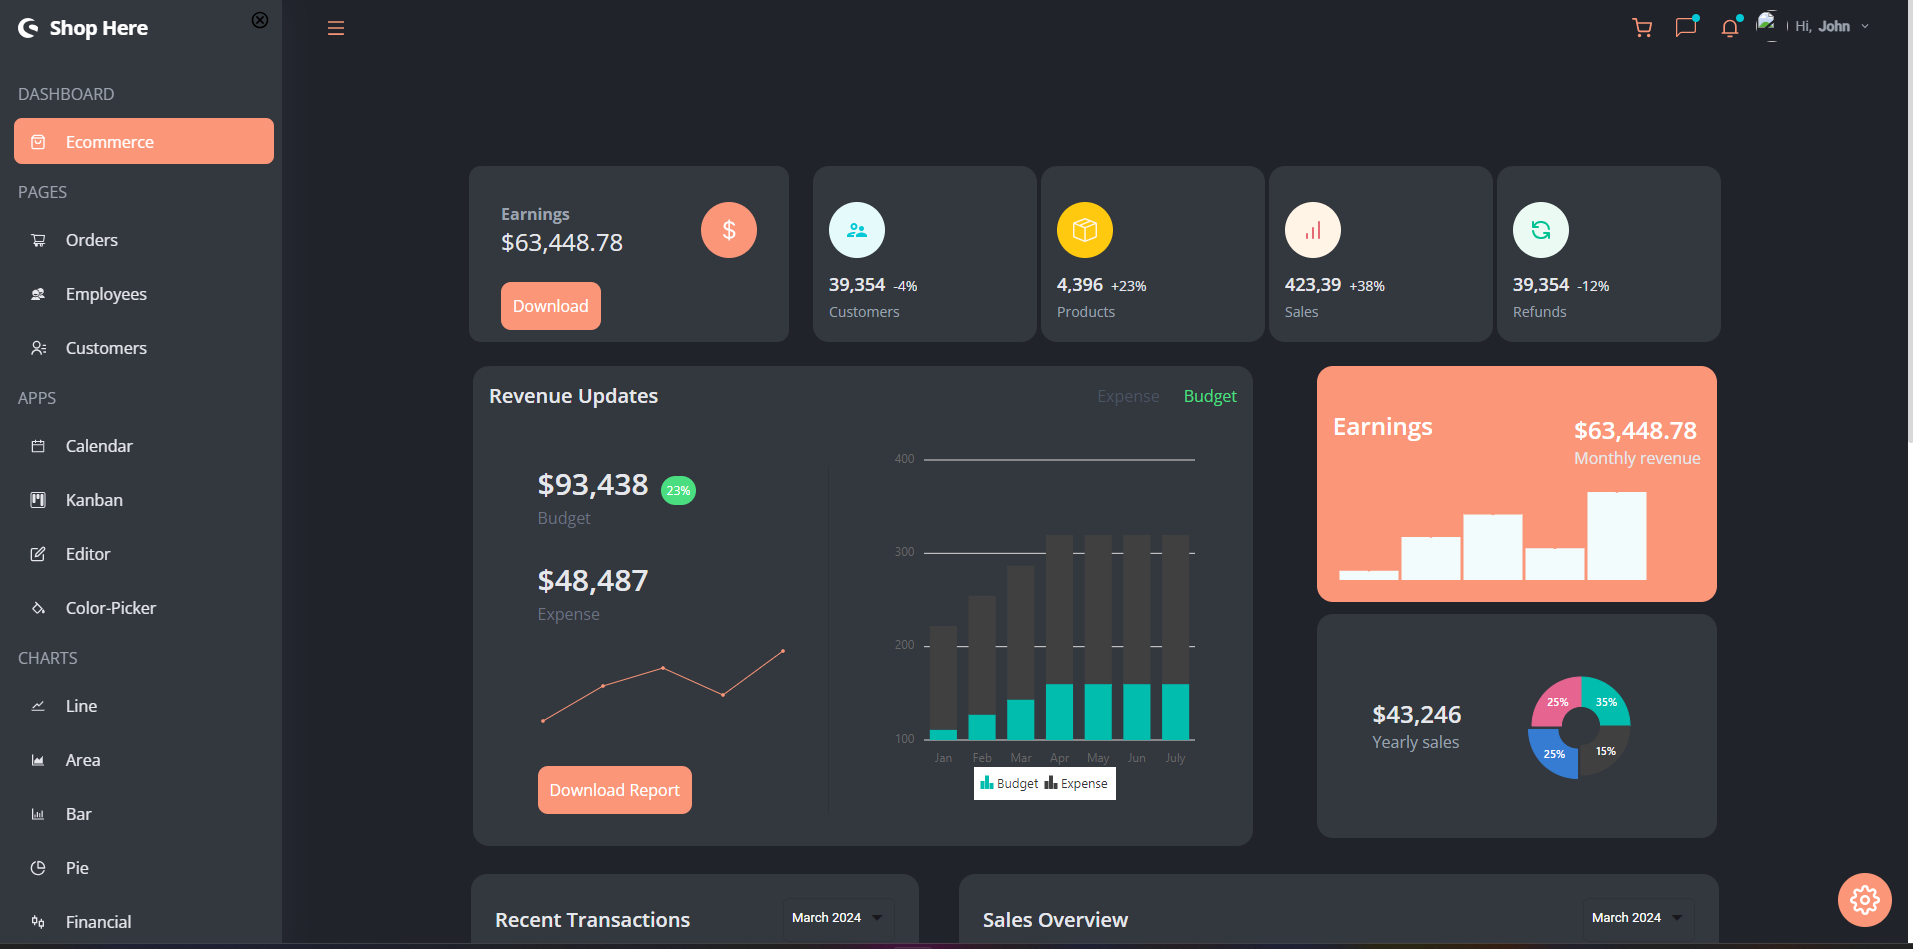 Shop Here
Hi, John
DASHBOARD
Ecommerce
PAGES
Orders
Employees
Customers
APPS
Calendar
Kanban
Editor
Color-Picker
CHARTS
Line
Area
Bar
Pie
Financial
Earnings
$63,448.78
$
Download
39,354 -4%
Customers
4,396 +23%
Products
423,39 +38%
Sales
39,354 -12%
Refunds
Revenue Updates
Expense Budget
$93,438 23%
Budget
$48,487
Expense
Download Report
400
300
200
100
Jan Feb Mar Apr May Jun July
Budget Expense
Earnings
$63,448.78
Monthly revenue
$43,246
Yearly sales
25% 35%
25% 15%
Recent Transactions March 2024
Sales Overview March 2024